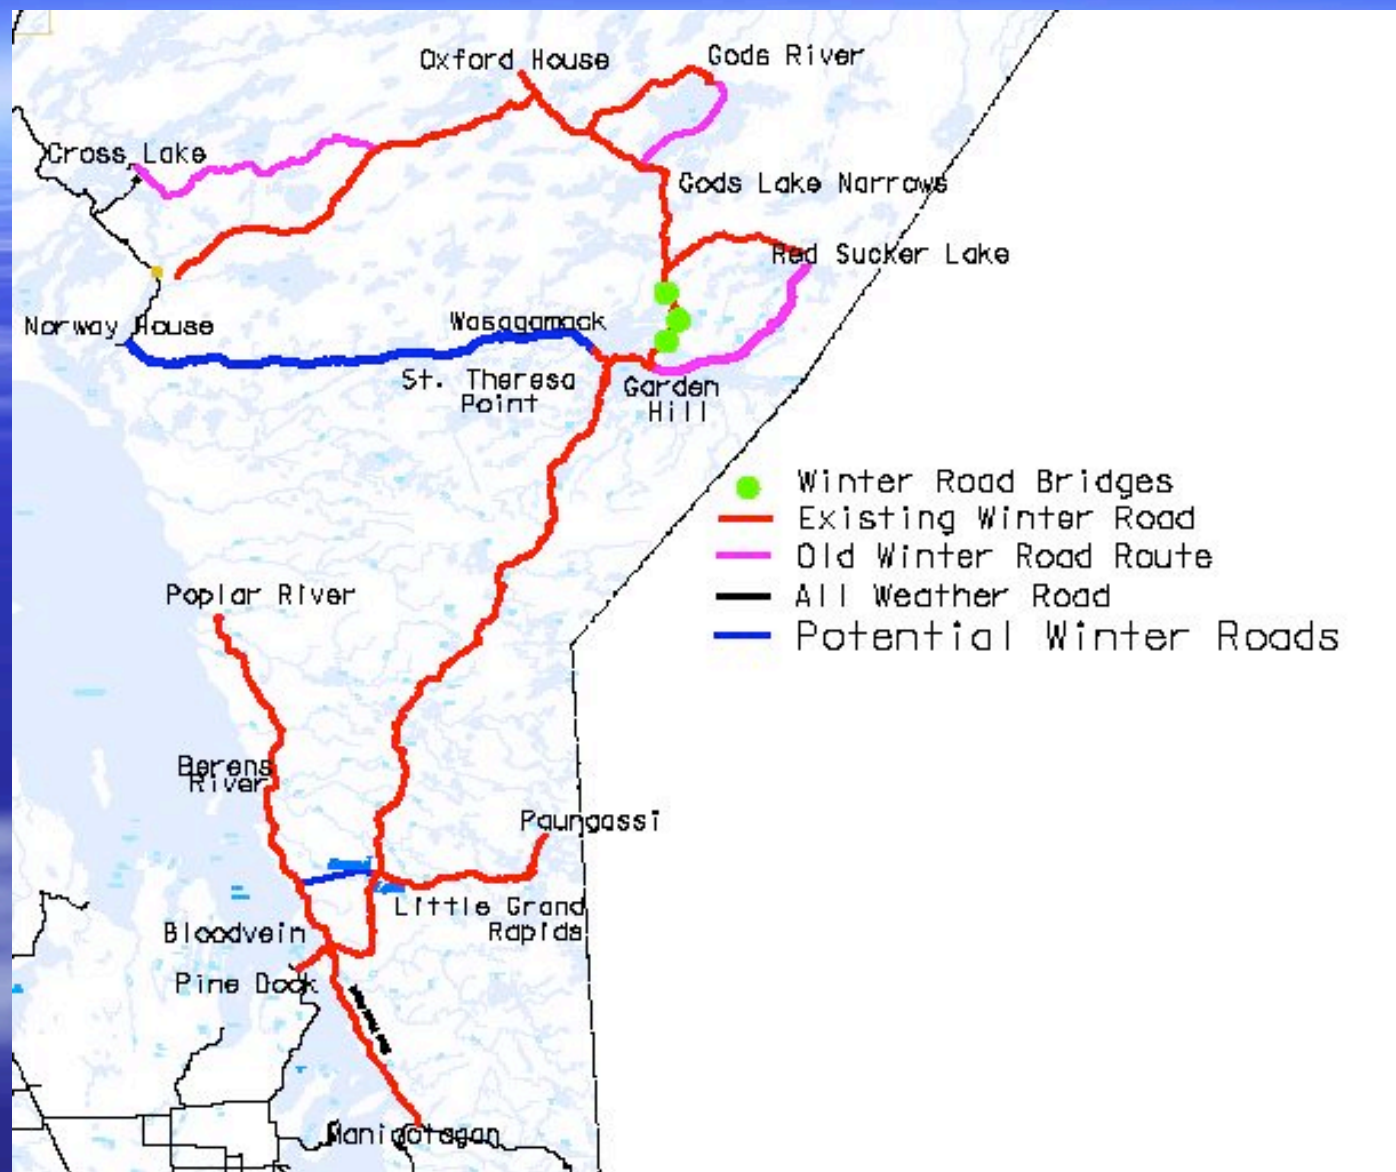 Oxford House
Gods River
Cross Lake
Gods Lake Narrows
Red Sucker Lake
Norway House
Wasagamack
St. Theresa
Point
Garden
Hill
Winter Road Bridges
Existing Winter Road
Old Winter Road Route
All Weather Road
Potential Winter Roads
Poplar River
Berens
River
Paungassi
Little Grand
Rapids
Bloodvein
Pine Dock
Manigotagan